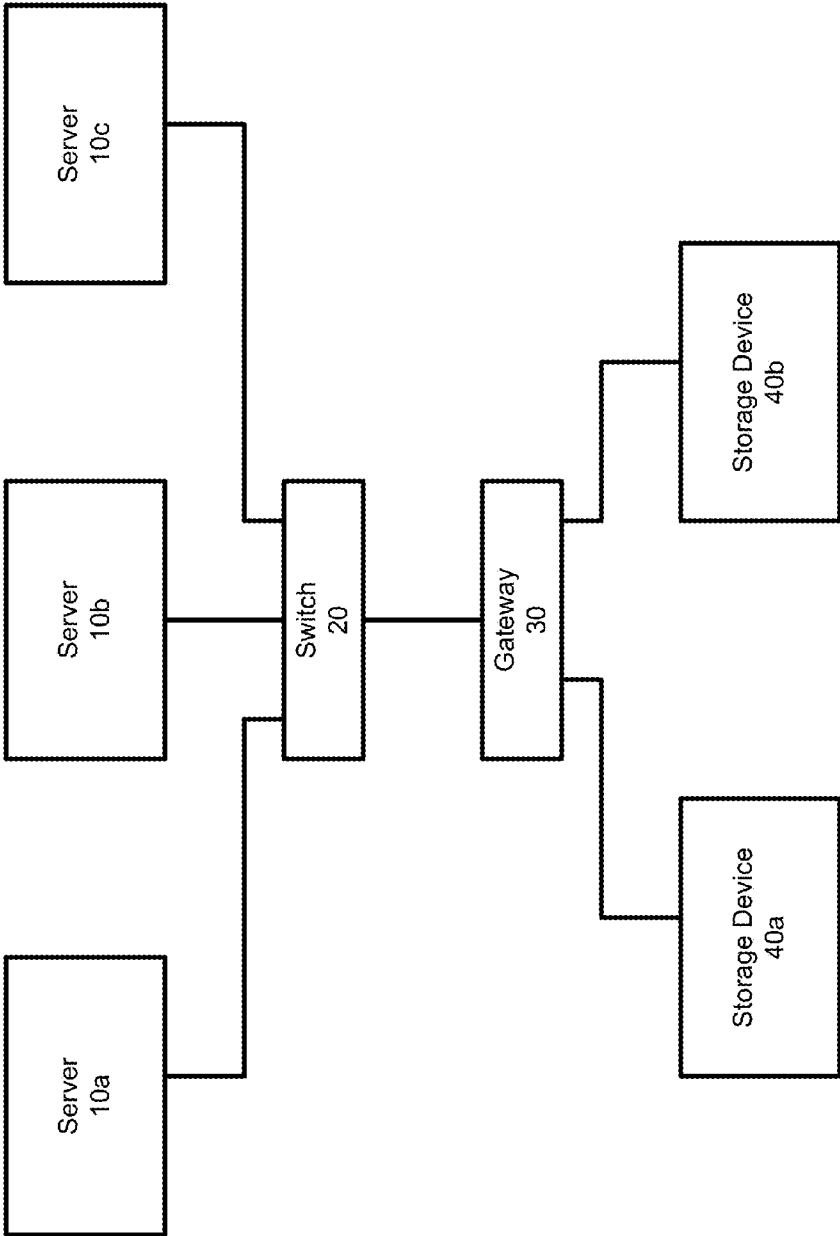 Server
10a
Server
10b
Server
10c
Switch
20
Gateway
30
Storage Device
40a
Storage Device
40b